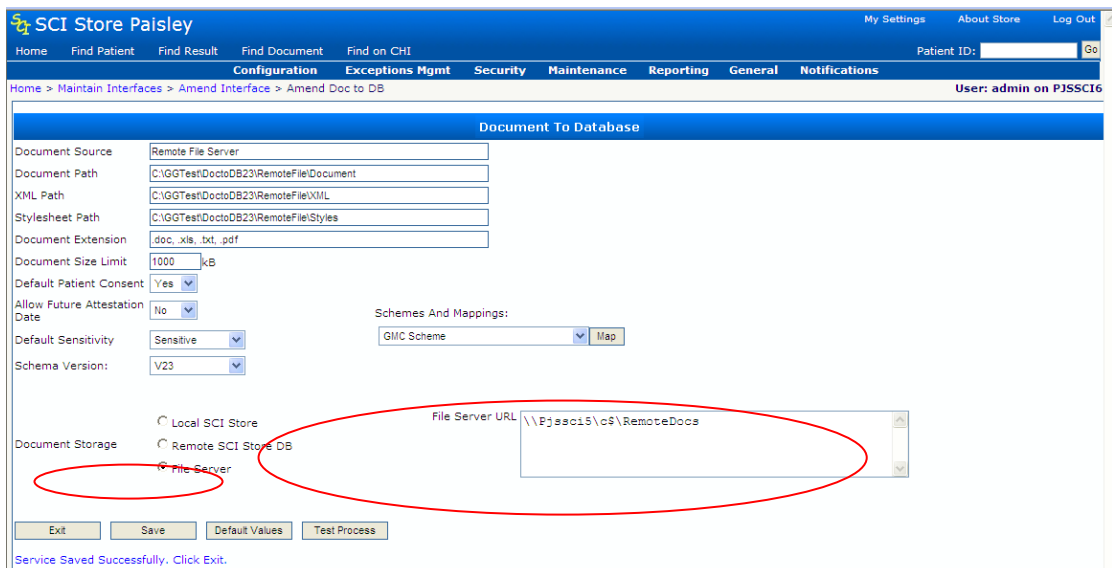 SCI Store Paisley
My Settings About Store Log Out
Home Find Patient Find Result Find Document Find on CHI
Patient ID: Go
Configuration Exceptions Mgmt Security Maintenance Reporting General Notifications
Home > Maintain Interfaces > Amend Interface > Amend Doc to DB
User: admin on PJSSCI6
Document To Database
Document Source Remote File Server
Document Path C:\GGTest\DoctoDB23\RemoteFile\Document
XML Path C:\GGTest\DoctoDB23\RemoteFile\XML
Stylesheet Path C:\GGTest\DoctoDB23\RemoteFile\Styles
Document Extension .doc, .xls, .txt, .pdf
Document Size Limit 1000 kB
Default Patient Consent Yes
Allow Future Attestation Date No
Schemes And Mappings:
Default Sensitivity Sensitive
GMC Scheme Map
Schema Version: V23
Local SCI Store
File Server URL \\Pjssci5\c$\RemoteDocs
Document Storage Remote SCI Store DB
File Server
Exit Save Default Values Test Process
Service Saved Successfully. Click Exit.